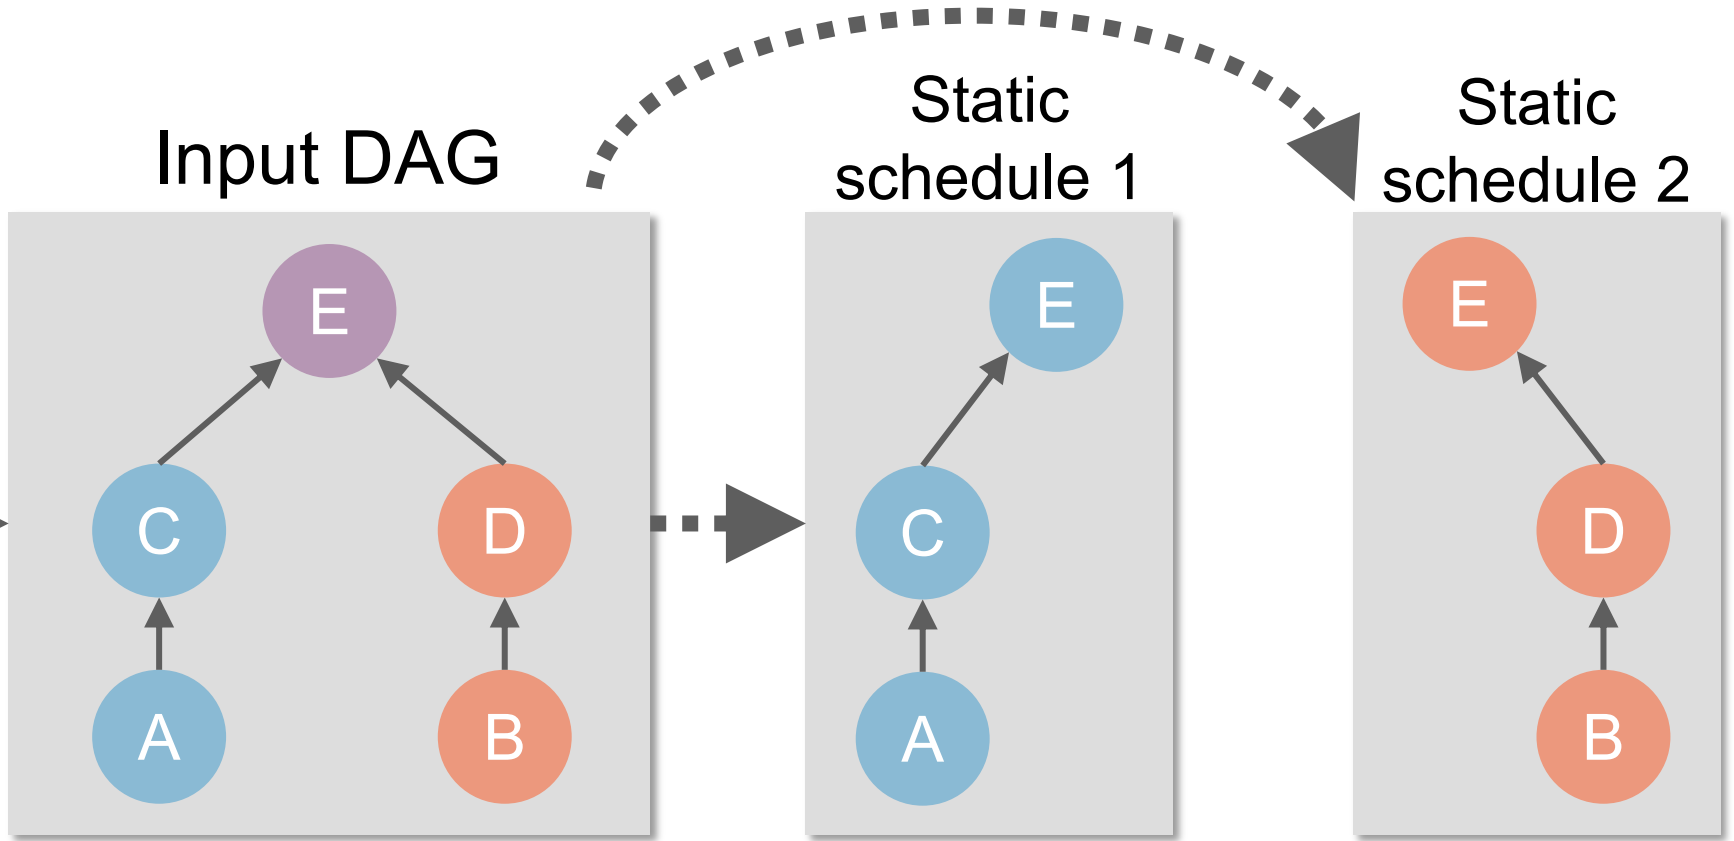 Input DAG
E
C
D
A
B
Static
schedule 1
E
C
A
Static
schedule 2
E
D
B